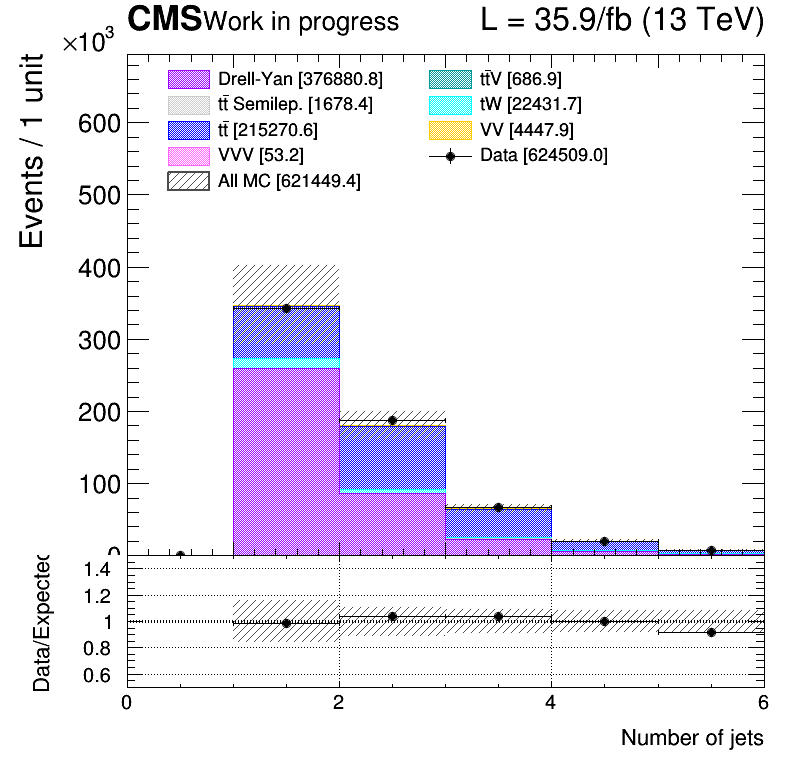 CMS Work in progress L = 35.9/fb (13 TeV)
×10³
Events / 1 unit
Drell-Yan [376880.8]
tt̄ Semilep. [1678.4]
tt̄ [215270.6]
VVV [53.2]
All MC [621449.4]
tt̄V [686.9]
tW [22431.7]
VV [4447.9]
Data [624509.0]
600
500
400
300
200
100
0
Data/Expected
1.4
1.2
1
0.8
0.6
0 2 4 6
Number of jets